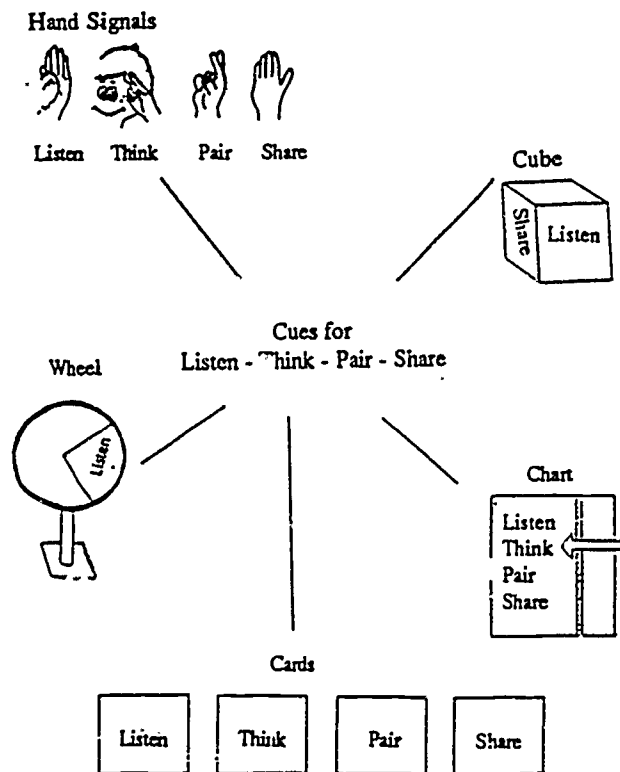 Hand Signals
Listen Think Pair Share
Cube
Share
Listen
Cues for
Listen - Think - Pair - Share
Wheel
Listen
Chart
Listen
Think
Pair
Share
Cards
Listen Think Pair Share